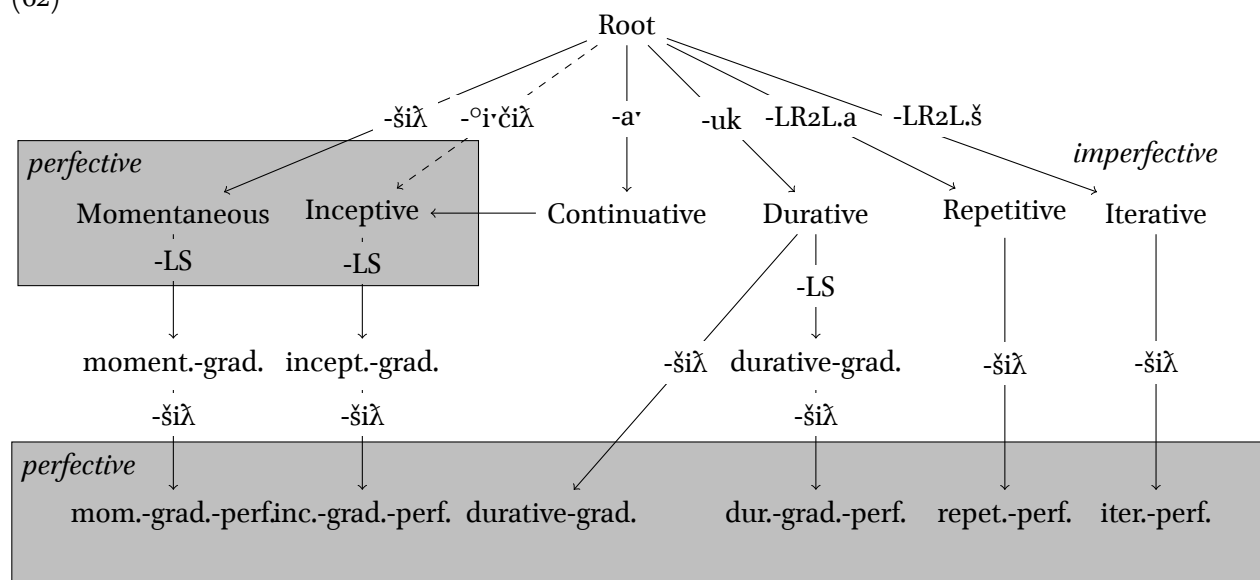 (62)
Root
-šiƛ -°iˑčiƛ -aˑ -uk -LR2L.a -LR2L.š
perfective imperfective
Momentaneous Inceptive Continuative Durative Repetitive Iterative
-LS -LS
-LS
moment.-grad. incept.-grad. -šiƛ durative-grad. -šiƛ -šiƛ
-šiƛ -šiƛ -šiƛ
perfective
mom.-grad.-perf. inc.-grad.-perf. durative-grad. dur.-grad.-perf. repet.-perf. iter.-perf.